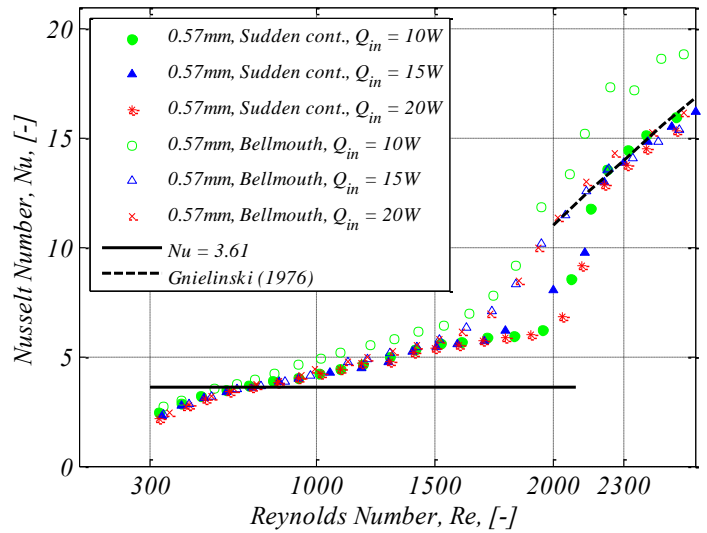 20
15
10
5
0
Nusselt Number, Nu, [-]
0.57mm, Sudden cont., Q_in = 10W
0.57mm, Sudden cont., Q_in = 15W
0.57mm, Sudden cont., Q_in = 20W
0.57mm, Bellmouth, Q_in = 10W
0.57mm, Bellmouth, Q_in = 15W
0.57mm, Bellmouth, Q_in = 20W
Nu = 3.61
Gnielinski (1976)
300 1000 1500 2000 2300
Reynolds Number, Re, [-]